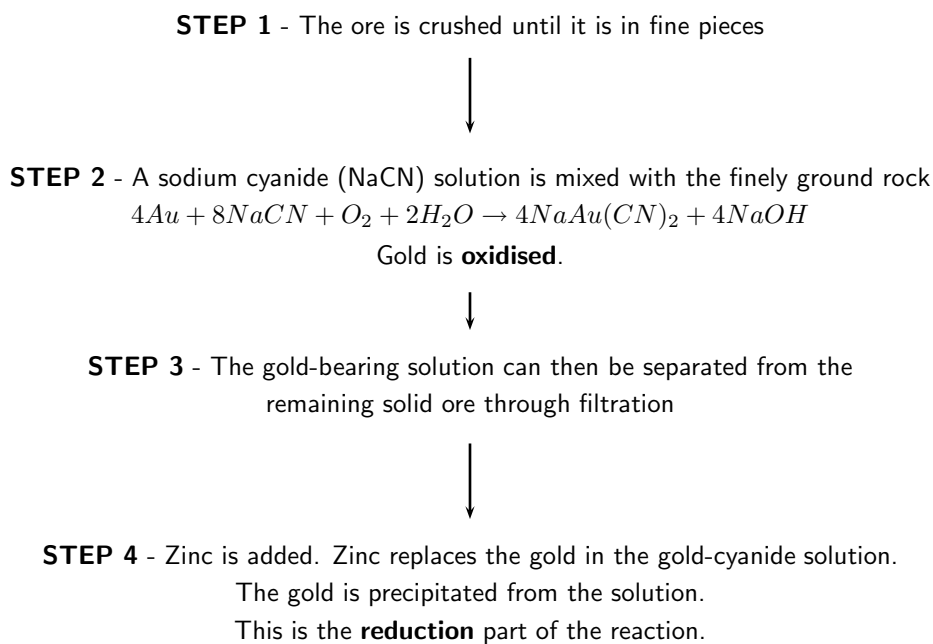 STEP 1 - The ore is crushed until it is in fine pieces
STEP 2 - A sodium cyanide (NaCN) solution is mixed with the finely ground rock
4Au + 8NaCN + O₂ + 2H₂O → 4NaAu(CN)₂ + 4NaOH
Gold is oxidised.
STEP 3 - The gold-bearing solution can then be separated from the
remaining solid ore through filtration
STEP 4 - Zinc is added. Zinc replaces the gold in the gold-cyanide solution.
The gold is precipitated from the solution.
This is the reduction part of the reaction.